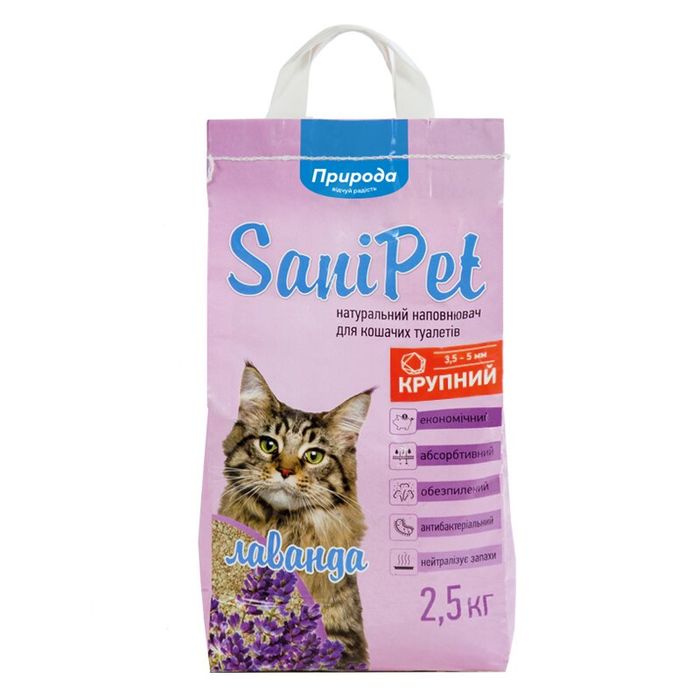 Природа
відчуй радість
SaniPet
натуральний наповнювач
для кошачих туалетів
3,5 - 5 мм
КРУПНИЙ
економічний
абсорбтивний
обезпилений
антибактеріальний
нейтралізує запахи
лаванда
2,5 кг